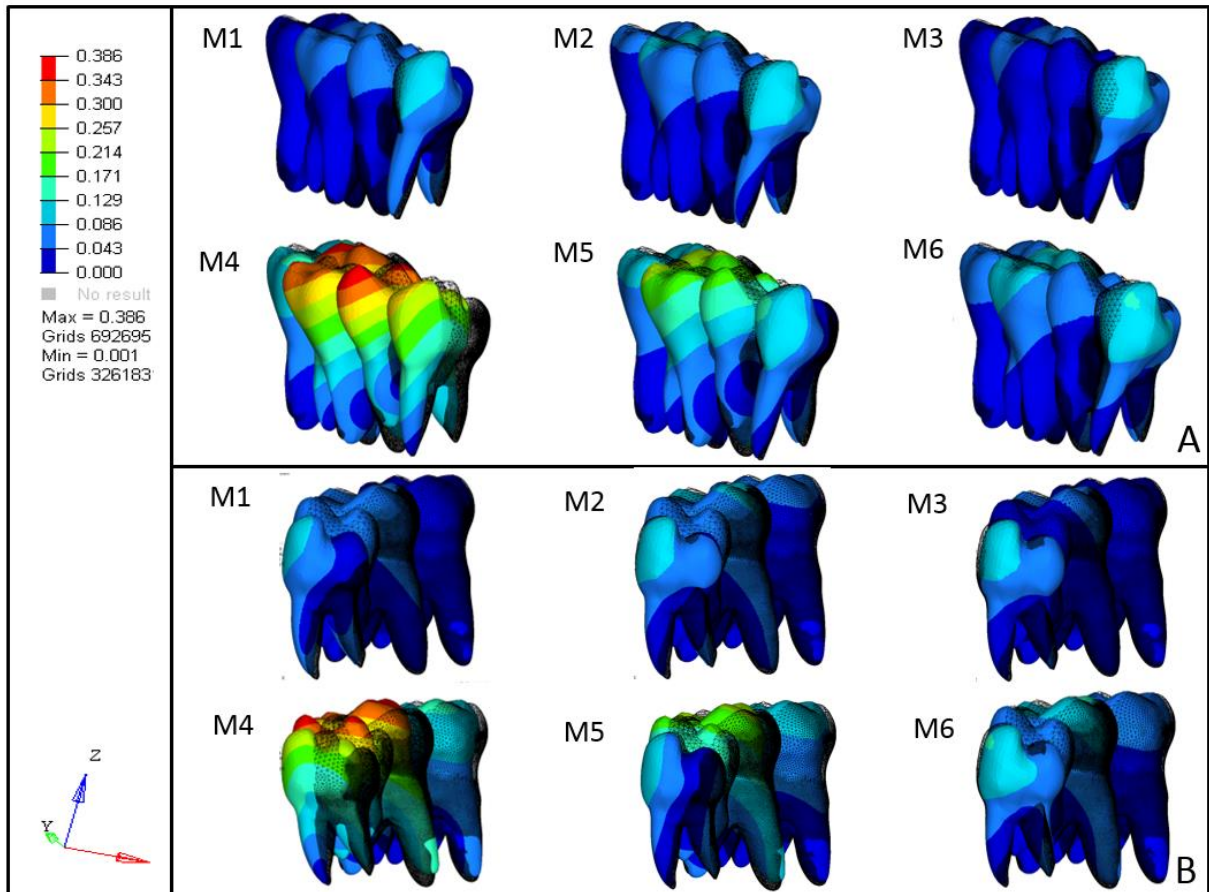 0.386
0.343
0.300
0.257
0.214
0.171
0.129
0.086
0.043
0.000
No result
Max = 0.386
Grids 692695
Min = 0.001
Grids 326183
Z
Y
M1
M2
M3
M4
M5
M6
A
M1
M2
M3
M4
M5
M6
B